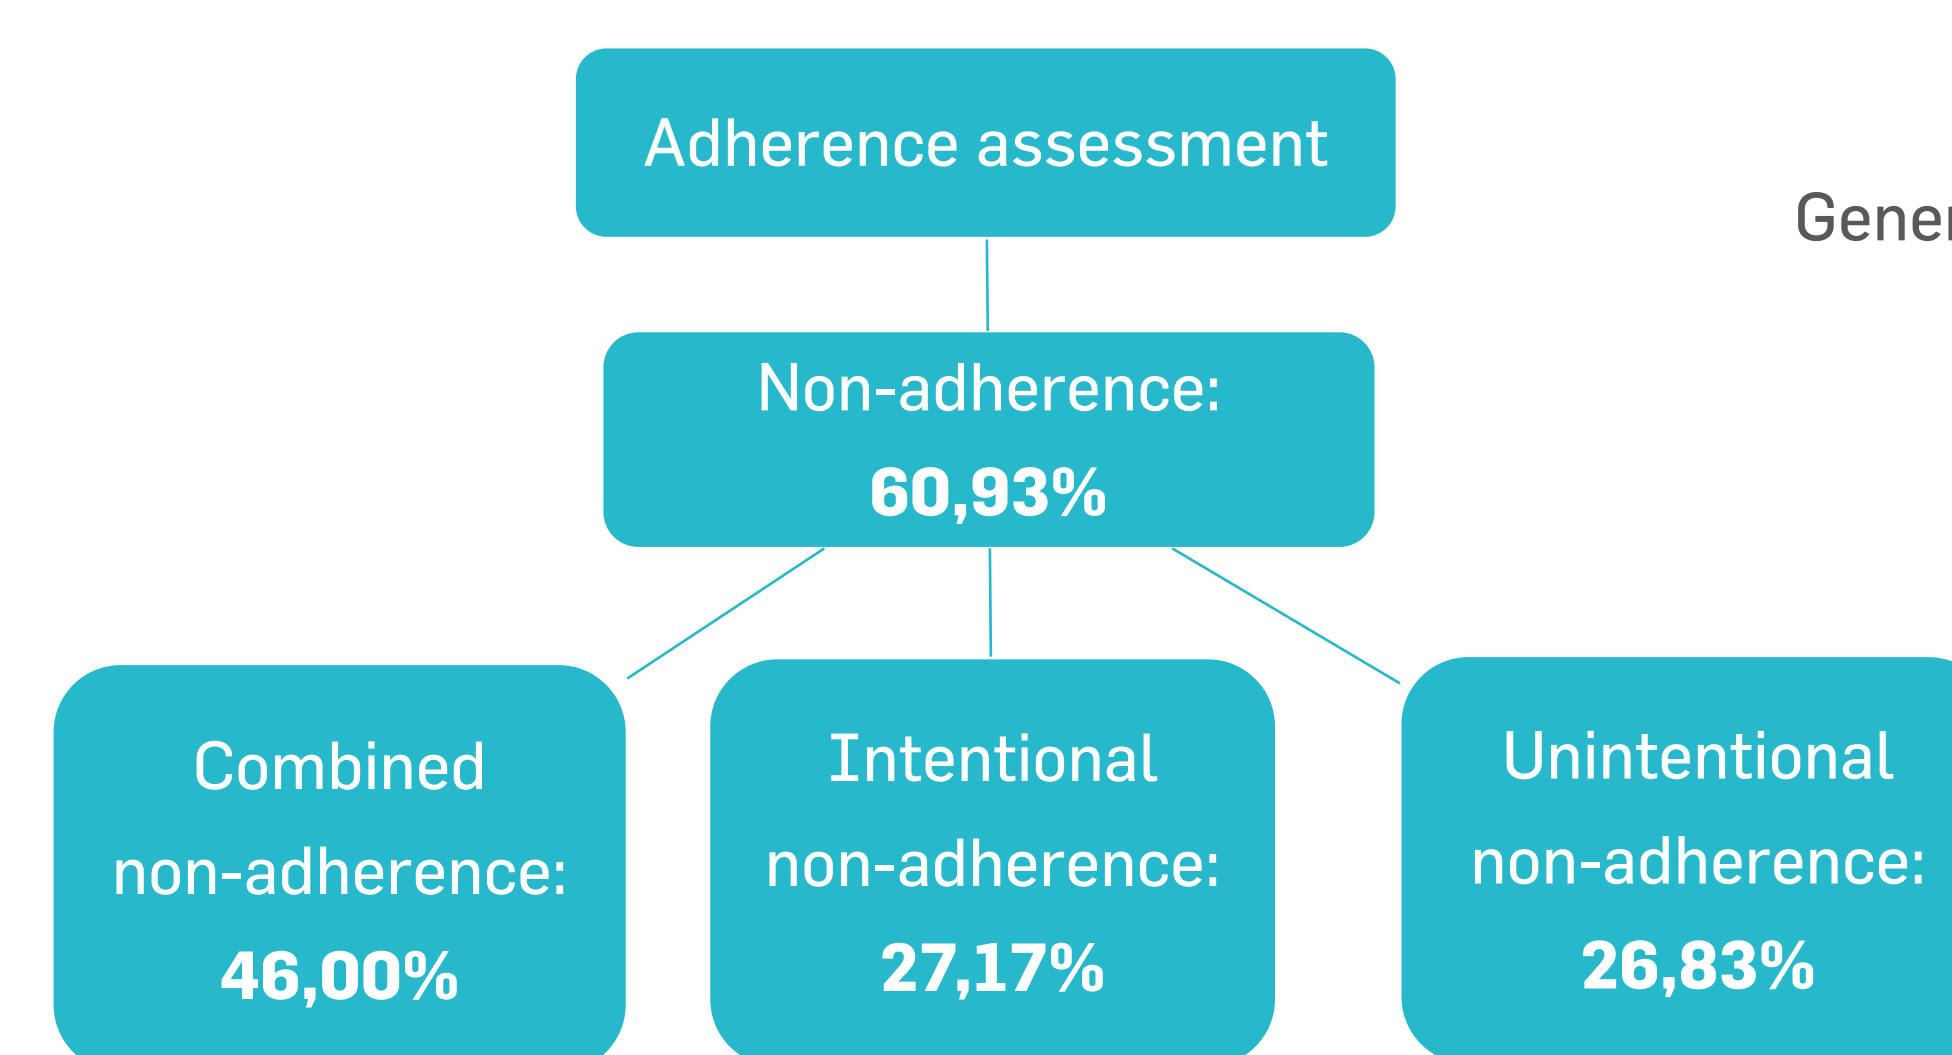 Adherence assessment
Non-adherence:
60,93%
Combined
non-adherence:
46,00%
Intentional
non-adherence:
27,17%
Unintentional
non-adherence:
26,83%